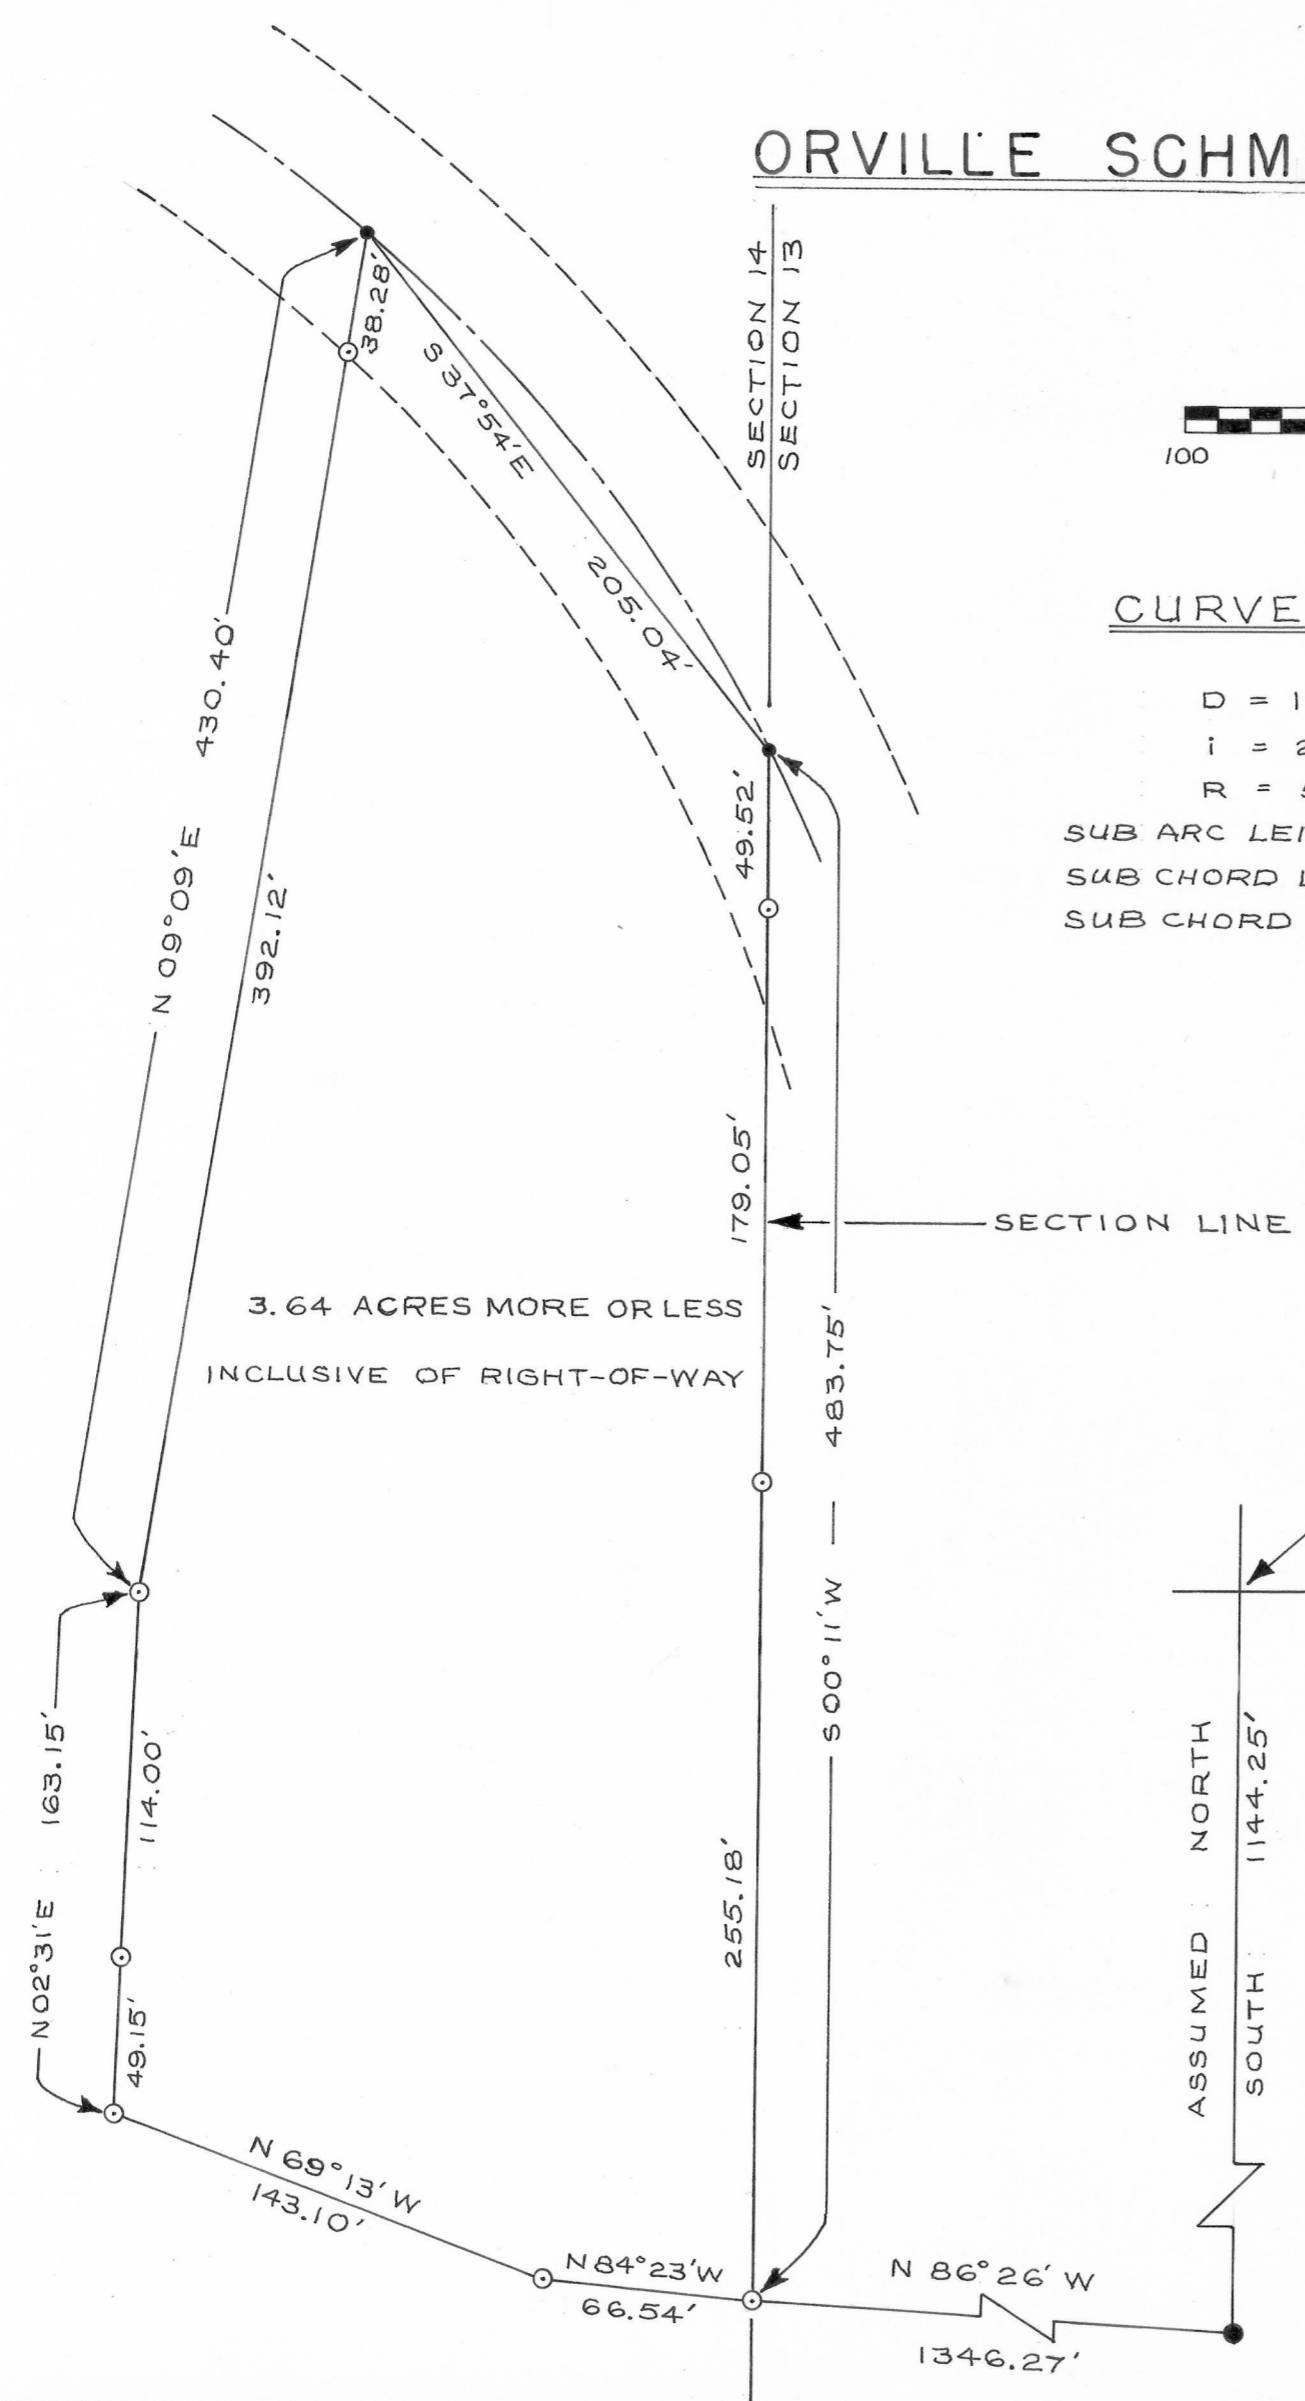 ORVILLE SCHM
SECTION 14
SECTION 13
38.28'
S 37°54'E
205.04'
100
CURVE
D = 1
i = 2
R =
SUB ARC LE
SUB CHORD
SUB CHORD
430.40'
N 09°09'E
392.12'
49.52'
179.05'
SECTION LINE
3.64 ACRES MORE OR LESS
INCLUSIVE OF RIGHT-OF-WAY
483.75'
S 00°11'W
163.15'
N 02°31'E
114.00'
49.15'
255.18'
ASSUMED NORTH
SOUTH 1144.25'
N 69°13'W
143.10'
N 84°23'W
66.54'
N 86°26'W
1346.27'